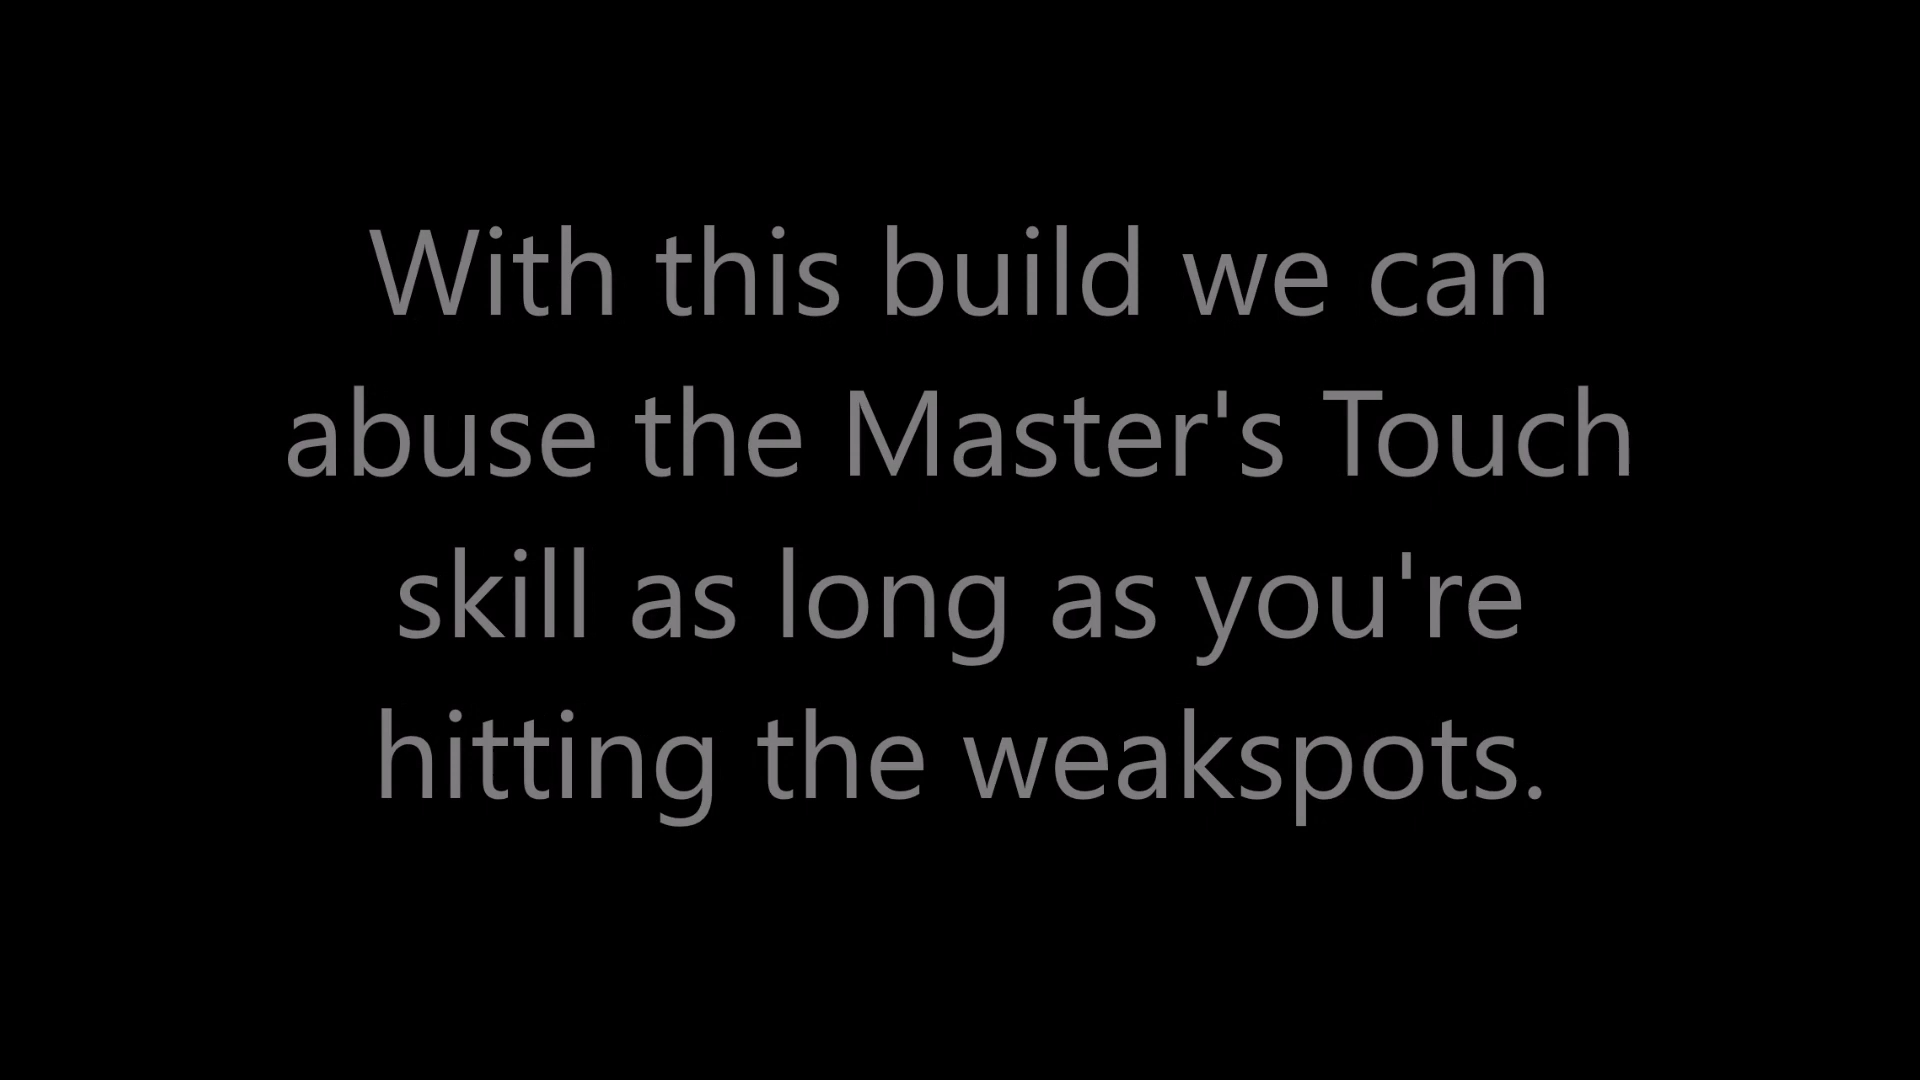 With this build we can
abuse the Master's Touch
skill as long as you're
hitting the weakspots.